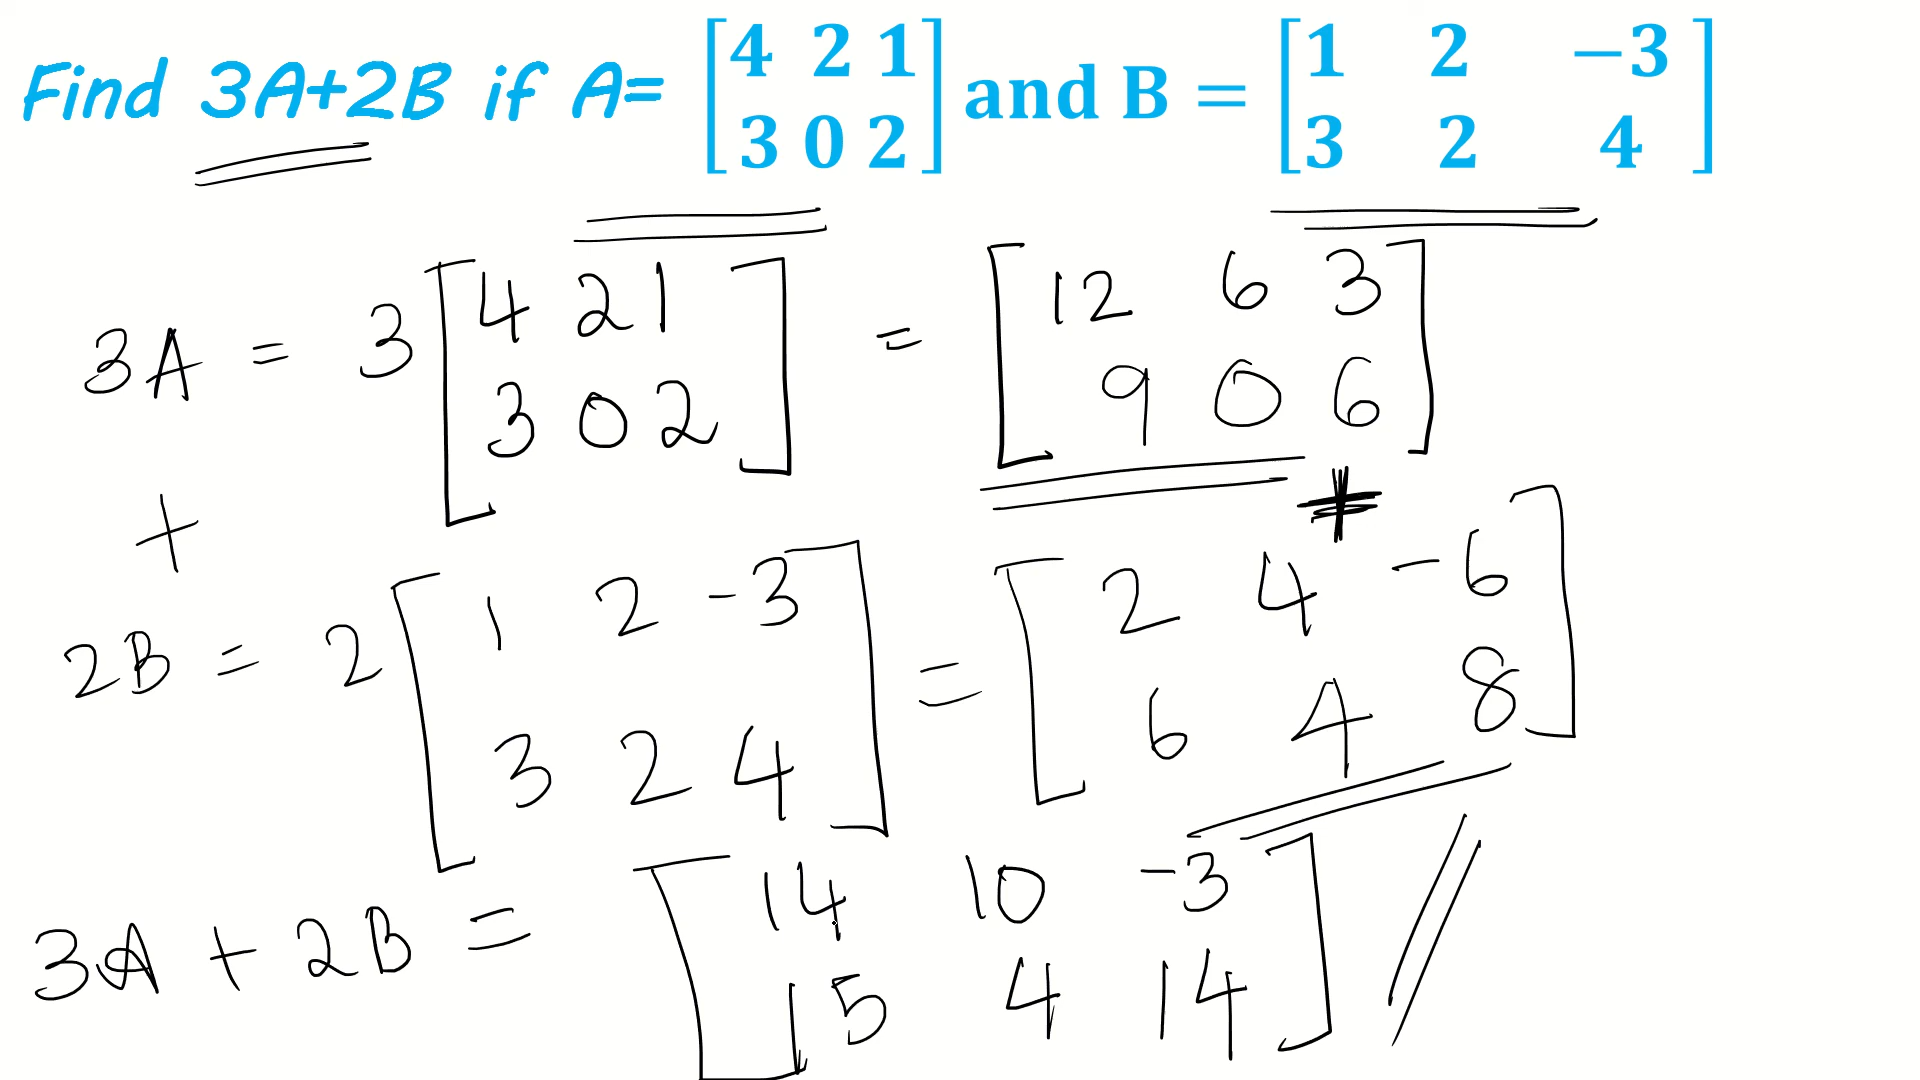 Find 3A+2B if A= [4 2 1 and B = [1 2 −3
3 0 2] 3 2 4]
3A = 3 [4 2 1 = [12 6 3
3 0 2] 9 0 6]
+ +
2B = 2 [1 2 -3 = [2 4 -6
3 2 4] 6 4 8]
3A + 2B = [14 10 -3
15 4 14]